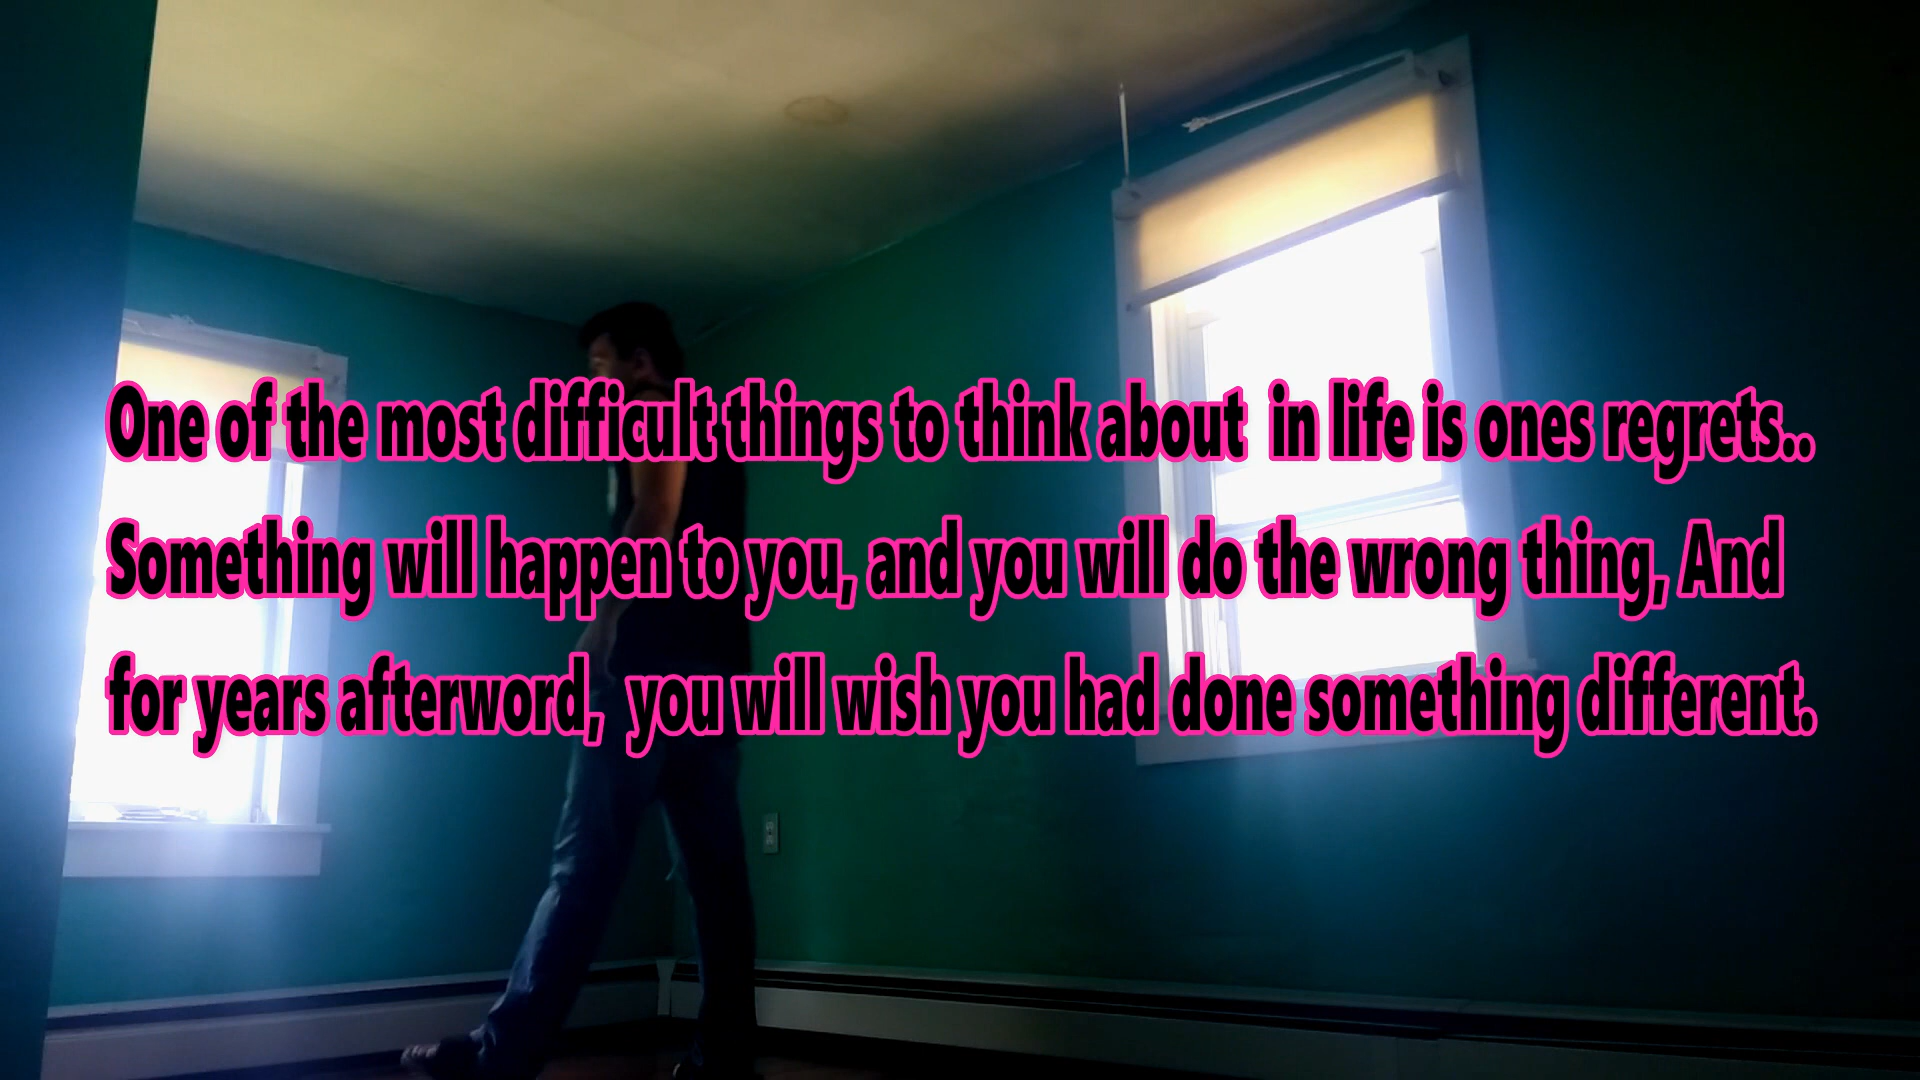 One of the most difficult things to think about  in life is ones regrets..
Something will happen to you, and you will do the wrong thing, And
for years afterword,  you will wish you had done something different.